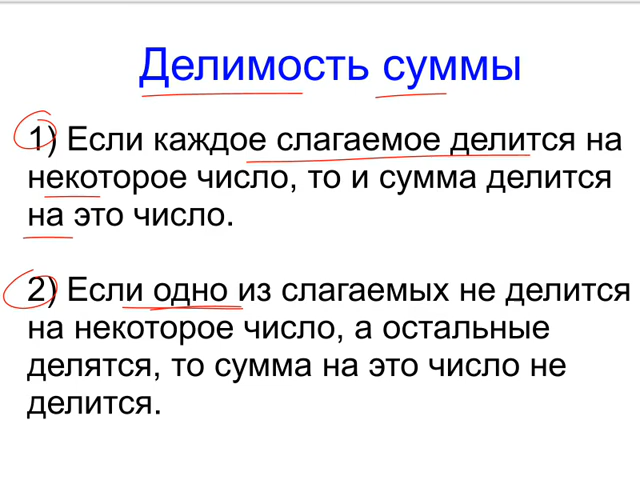 Делимость суммы
1) Если каждое слагаемое делится на
некоторое число, то и сумма делится
на это число.
2) Если одно из слагаемых не делится
на некоторое число, а остальные
делятся, то сумма на это число не
делится.